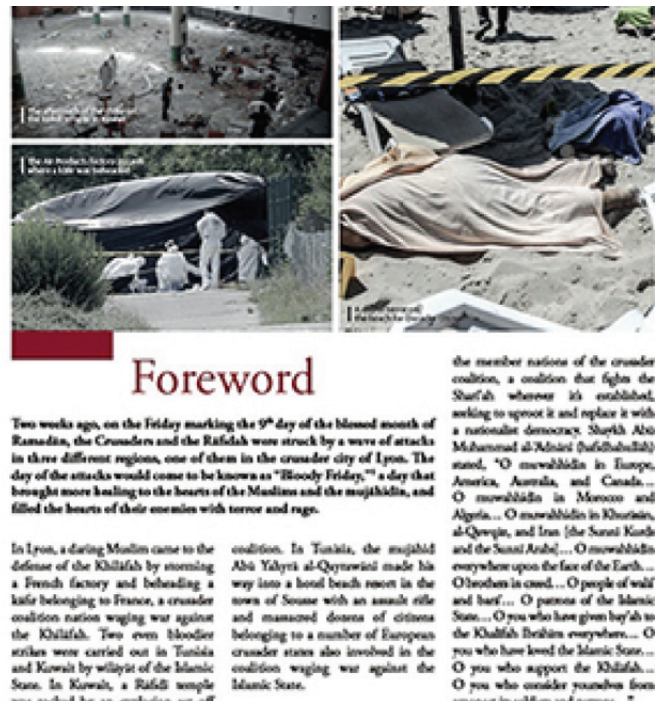 Foreword
Two weeks ago, on the Friday marking the 9th day of the blessed month of
Ramadān, the Crusaders and the Rāfidah were struck by a wave of attacks
in three different regions, one of them in the crusader city of Lyon. The
day of the attacks would come to be known as "Bloody Friday," a day that
brought more healing to the hearts of the Muslims and the mujāhidīn, and
filled the hearts of their enemies with terror and rage.
In Lyon, a daring Muslim came to the
defense of the Khilāfah by storming
a French factory and beheading a
kāfir belonging to France, a crusader
coalition nation waging war against
the Khilāfah. Two even bloodier
strikes were carried out in Tunisia
and Kuwait by wilāyāt of the Islamic
State. In Kuwait, a Rāfidī temple
coalition. In Tunisia, the mujāhid
Abū Yahyā al-Qayrawānī made his
way into a hotel beach resort in the
town of Sousse with an assault rifle
and massacred dozens of citizens
belonging to a number of European
crusader states also involved in the
coalition waging war against the
Islamic State.
the member nations of the crusader
coalition, a coalition that fights the
Sharī'ah wherever it's established,
seeking to uproot it and replace it with
a nationalist democracy. Shaykh Abū
Muhammad al-'Adnānī (hafidhahullāh)
stated, "O muwahhidīn in Europe,
America, Australia, and Canada…
O muwahhidīn in Morocco and
Algeria… O muwahhidīn in Khurāsān,
al-Qawqāz, and Iran [the Sunnī Kurds
and the Sunnī Arabs]… O muwahhidīn
everywhere upon the face of the Earth…
O brothers in creed… O people of walā'
and barā'… O patrons of the Islamic
State… O you who have given bay'ah to
the Khalīfah Ibrāhīm everywhere… O
you who have loved the Islamic State…
O you who support the Khilāfah…
O you who consider yourselves from